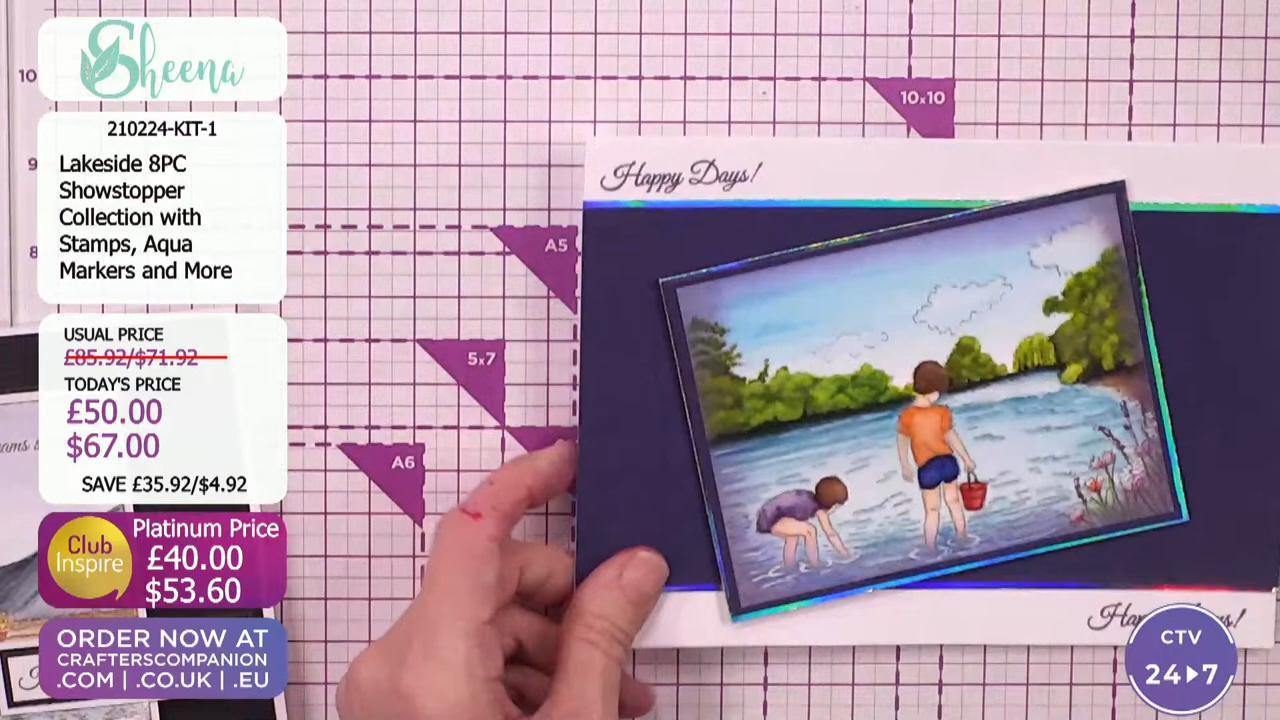 Sheena
210224-KIT-1
Lakeside 8PC
Showstopper
Collection with
Stamps, Aqua
Markers and More
USUAL PRICE
£85.92/$71.92
TODAY'S PRICE
£50.00
$67.00
SAVE £35.92/$4.92
Club
Inspire
Platinum Price
£40.00
$53.60
ORDER NOW AT
CRAFTERSCOMPANION
.COM | .CO.UK | .EU
10
9
8
10x10
A5
5x7
A6
Happy Days!
CTV
24▶7